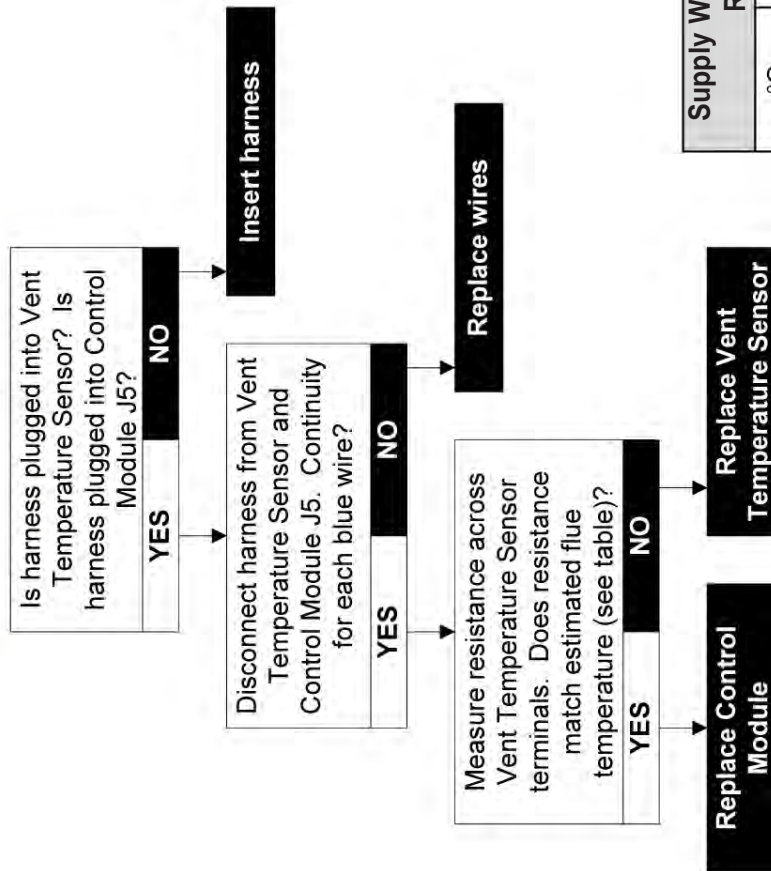 Is harness plugged into Vent
Temperature Sensor? Is
harness plugged into Control
Module J5?
YES
NO
Insert harness
Disconnect harness from Vent
Temperature Sensor and
Control Module J5. Continuity
for each blue wire?
YES
NO
Replace wires
Measure resistance across
Vent Temperature Sensor
terminals. Does resistance
match estimated flue
temperature (see table)?
YES
NO
Replace Control
Module
Replace Vent
Temperature Sensor
Supply W
R